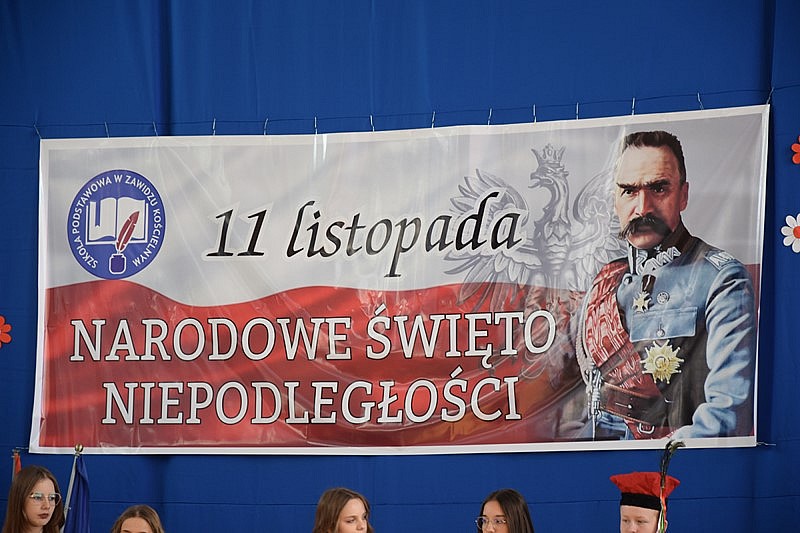 SZKOŁA PODSTAWOWA W ZAWIDZU KOŚCIELNYM
11 listopada
NARODOWE ŚWIĘTO
NIEPODLEGŁOŚCI